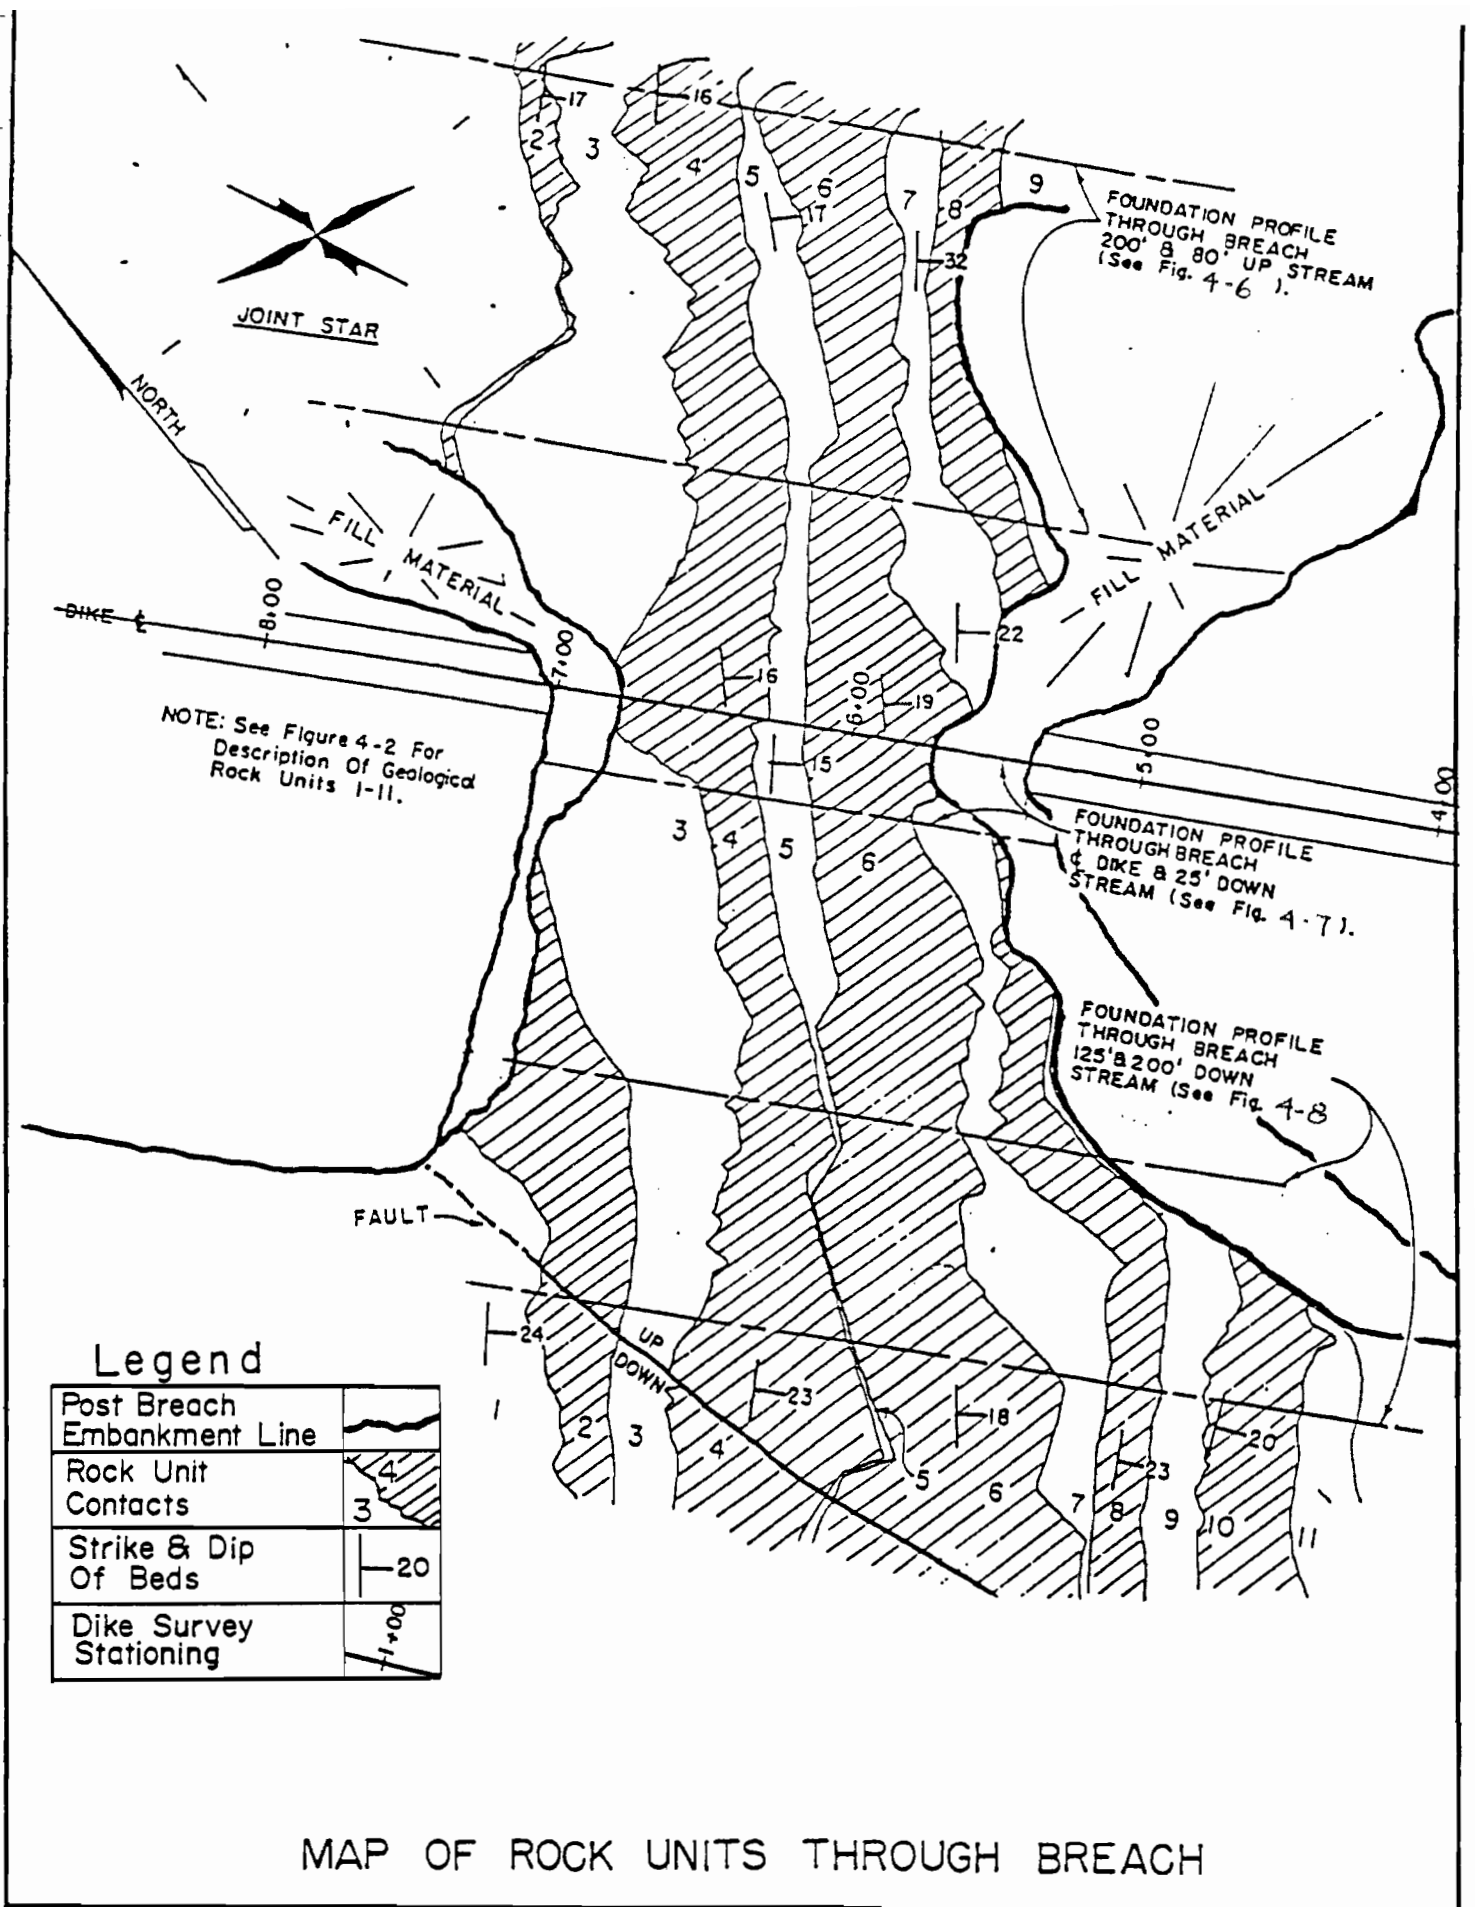 17
16
2
3
4
5
6
17
7
8
9
32
FOUNDATION PROFILE
THROUGH BREACH
200' & 80' UP STREAM
(See Fig. 4-6 ).
JOINT STAR
NORTH
FILL MATERIAL
FILL MATERIAL
DIKE ℄
8+00
7+00
22
16
6+00
19
15
5+00
4+00
NOTE: See Figure 4-2 For
Description Of Geological
Rock Units 1-11.
3
4
5
6
FOUNDATION PROFILE
THROUGH BREACH
℄ DIKE & 25' DOWN
STREAM (See Fig. 4-7).
FOUNDATION PROFILE
THROUGH BREACH
125' & 200' DOWN
STREAM (See Fig. 4-8
FAULT
24
UP
DOWN
23
18
20
23
1
2
3
4
5
6
7
8
9
10
11
Legend
Post Breach
Embankment Line
Rock Unit
Contacts
4
3
Strike & Dip
Of Beds
20
Dike Survey
Stationing
1+00
MAP OF ROCK UNITS THROUGH BREACH